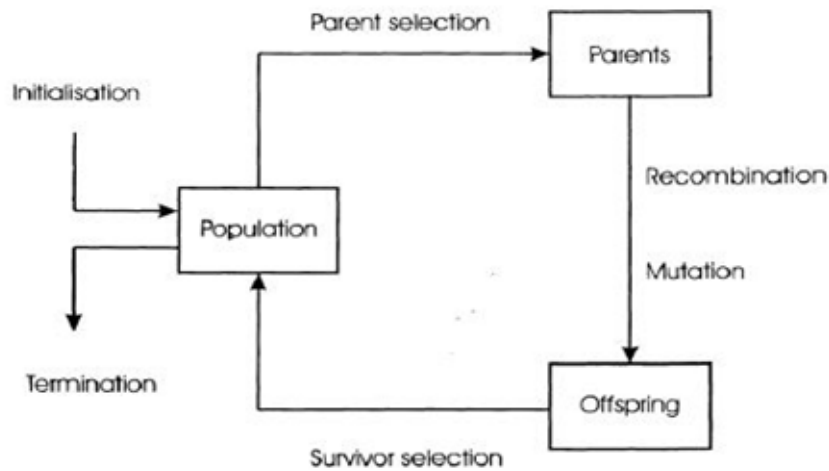 Parent selection
Parents
Initialisation
Recombination
Population
Mutation
Termination
Offspring
Survivor selection